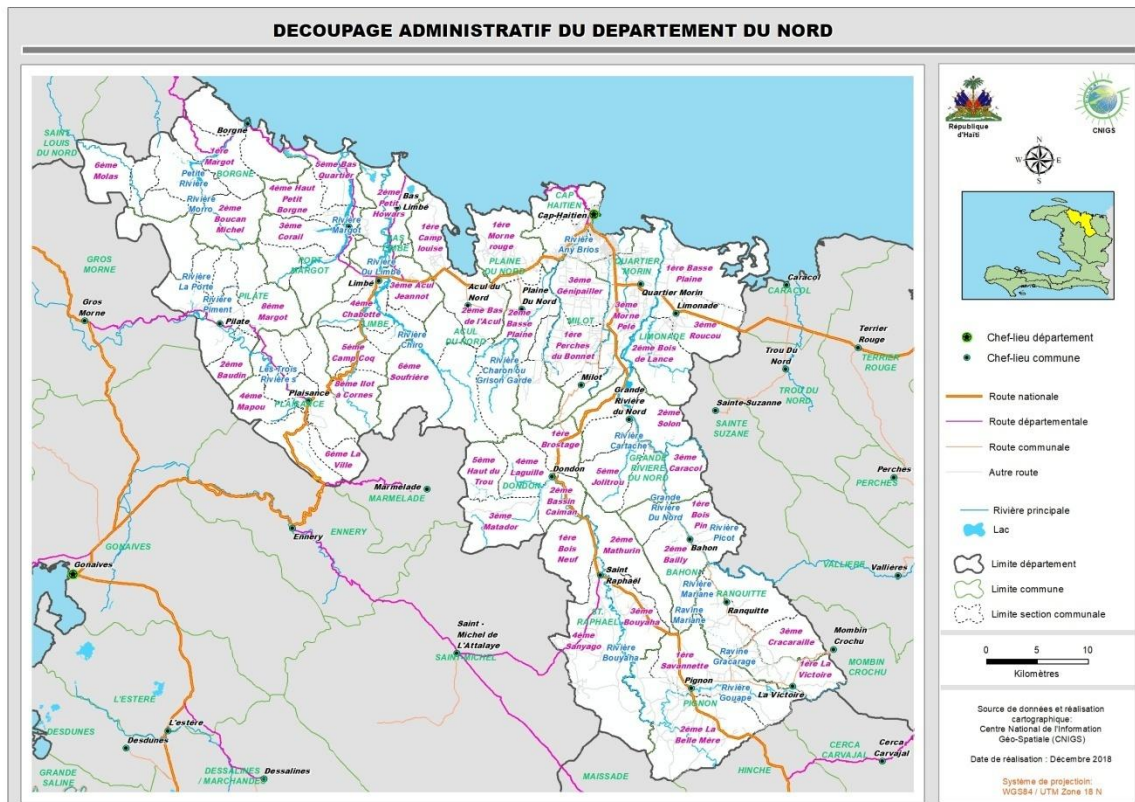 DECOUPAGE ADMINISTRATIF DU DEPARTEMENT DU NORD
SAINT
LOUIS
DU NORD
6ème
Molas
Borgne
1ère
Margot
BORGNE
Petite
Rivière
Rivière
Morro
2ème
Boucan
Michel
4ème Haut
Petit
Borgne
3ème
Corail
5ème Bas
Quartier
Rivière
Margot
PORT
MARGOT
Bas
Limbé
2ème
Petit
Howars
BAS
LIMBE
1ère
Camp
louise
Rivière
Du Limbé
Limbé
3ème Acul
Jeannot
4ème
Chabotte
LIMBE
5ème
Camp Coq
8ème Ilot
a Cornes
6ème
Soufrière
Rivière
Chiro
GROS
MORNE
Gros
Morne
Rivière
La Porte
Rivière
Piment
PILATE
Pilate
8ème
Margot
2ème
Baudin
4ème
Mapou
Les Trois
Rivière s
Plaisance
PLAISANCE
6ème La
Ville
1ère
Morne
rouge
PLAINE
DU NORD
Acul du
Nord
2ème Bas
de l'Acul
ACUL
DU NORD
Plaine
Du Nord
2ème
Basse
Plaine
Rivière
Charon ou
Grison Garde
CAP
HAITIEN
Cap-Haitien
Rivière
Any Brios
3ème
Génipailler
MILOT
1ère
Perches
du Bonnet
Milot
QUARTIER
MORIN
Quartier Morin
1ère Basse
Plaine
Limonade
3ème
Morne
Pele
LIMONADE
3ème
Roucou
2ème Bois
de Lance
Caracol
CARACOL
Terrier
Rouge
TERRIER
ROUGE
Trou Du
Nord
TROU DU
NORD
Sainte-Suzanne
SAINTE
SUZANE
Perches
PERCHES
Grande
Rivière
du Nord
2ème
Solon
1ère
Brostage
Rivière
Cartache
GRANDE
RIVIERE
DU NORD
3ème
Caracol
5ème
Jolitrou
5ème
Haut du
Trou
4ème
Laguille
DONDON
Dondon
2ème
Bassin
Caiman
3ème
Matador
Marmelade
MARMELADE
Ennery
ENNERY
GONAIVES
Gonaives
Grande
Rivière
Du Nord
1ère
Bois
Pin
Rivière
Picot
Bahon
2ème
Bailly
BAHON
1ère
Bois
Neuf
2ème
Mathurin
Saint
Raphaël
ST.
RAPHAEL
3ème
Bouyaha
4ème
Sanyago
Rivière
Bouyaha
Rivière
Mariane
Ravine
Mariane
RANQUITTE
Ranquitte
VALLIERE
Vallières
3ème
Cracaraille
Mombin
Crochu
MOMBIN
CROCHU
Ravine
Gracarage
1ère La
Victoire
La Victoire
1ère
Savannette
Pignon
PIGNON
Rivière
Gouape
2ème La
Belle Mère
Saint -
Michel de
L'Attalaye
SAINT MICHEL
L'ESTERE
L'estère
DESDUNES
Desdunes
GRANDE
SALINE
DESSALINES
/ MARCHANDE
Dessalines
MAISSADE
HINCHE
CERCA
CARVAJAL
Cerca
Carvajal
République
d'Haïti
CNIGS
N
W E
S
Chef-lieu département
Chef-lieu commune
Route nationale
Route départementale
Route communale
Autre route
Rivière principale
Lac
Limite département
Limite commune
Limite section communale
0 5 10
Kilomètres
Source de données et réalisation
cartographique:
Centre National de l'Information
Géo-Spatiale (CNIGS)
Date de réalisation : Décembre 2018
Système de projectioin:
WGS84 / UTM Zone 18 N